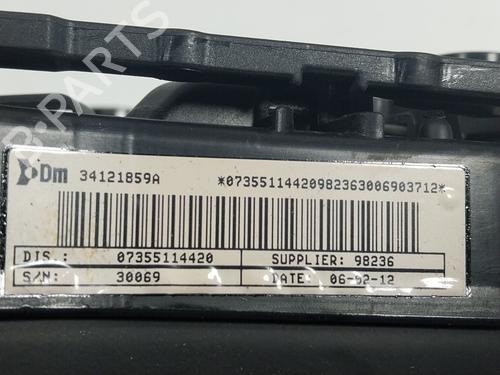 B-PARTS
Dm 34121859A *07355114420982363006903712*
DIS.: 07355114420 SUPPLIER: 98236
S/N: 30069 DATE: 06-02-12